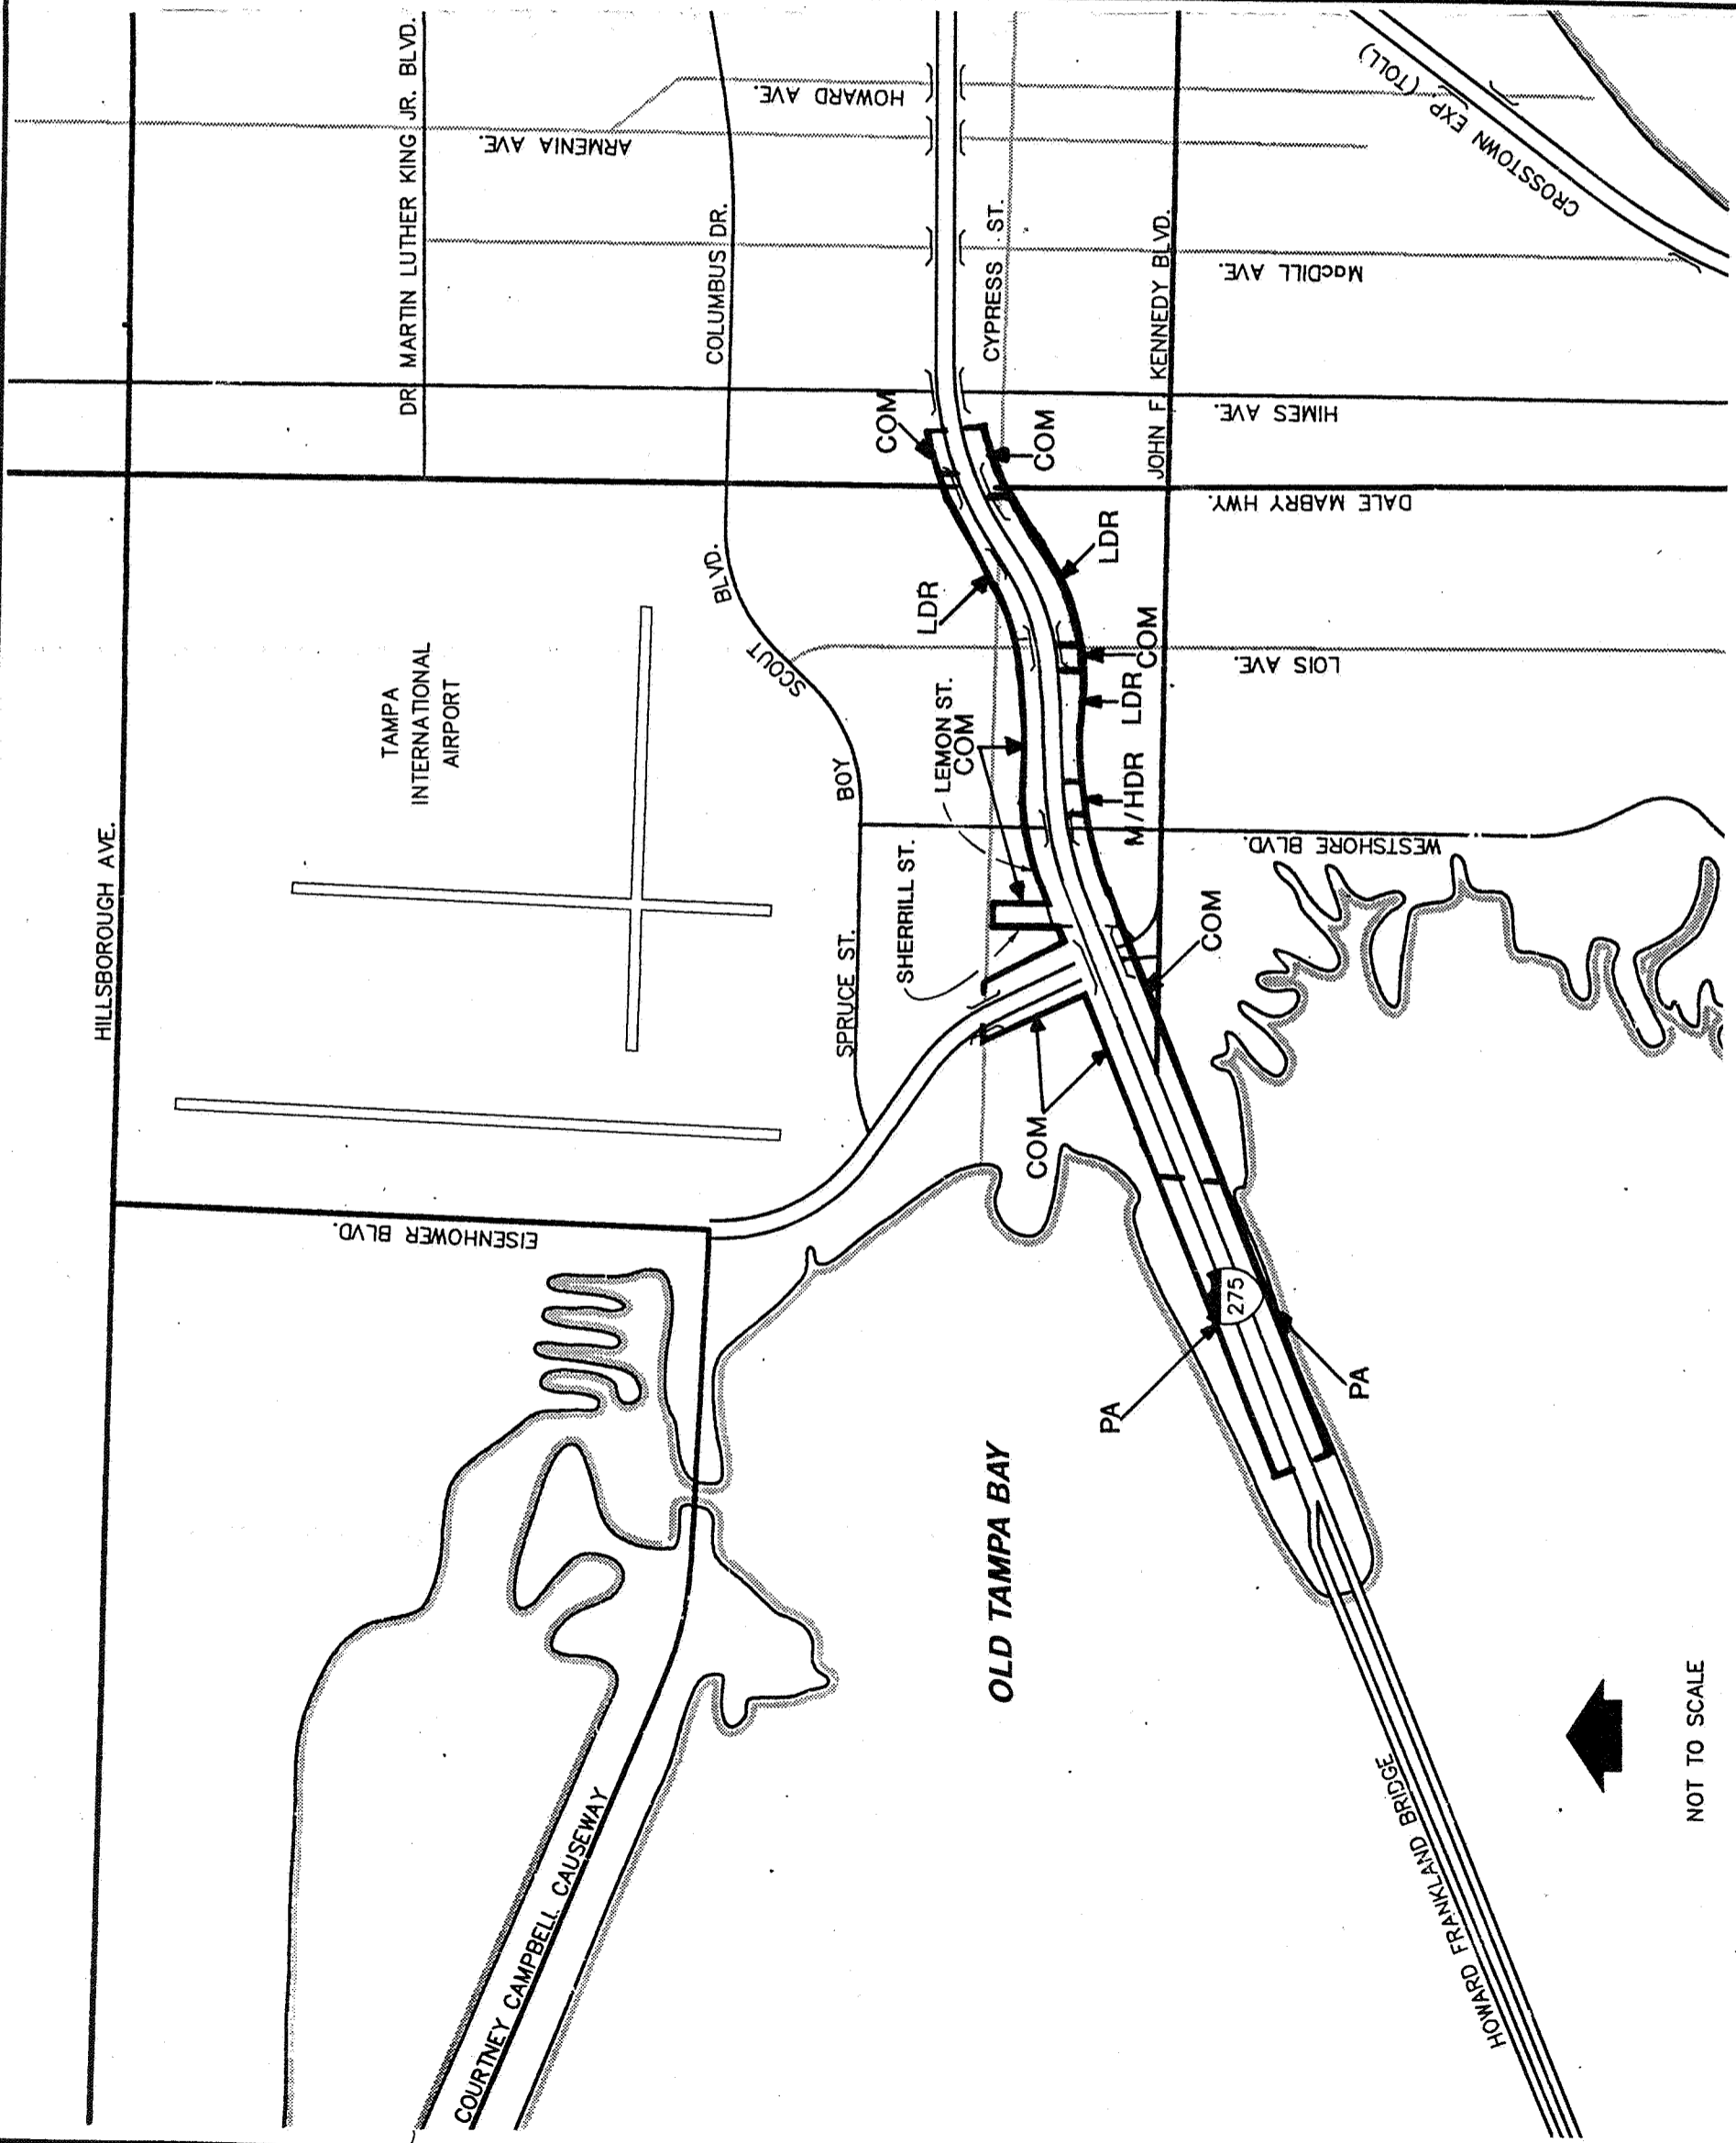 HILLSBOROUGH AVE.
DR. MARTIN LUTHER KING JR. BLVD.
TAMPA
INTERNATIONAL
AIRPORT
EISENHOWER BLVD.
COURTNEY CAMPBELL CAUSEWAY
ARMENIA AVE.
HOWARD AVE.
COLUMBUS DR.
BOY
SCOUT
BLVD.
SPRUCE ST.
SHERRILL ST.
LEMON ST.
COM
LDR
COM
CYPRESS ST.
COM
LDR
COM
LDR
M/HDR
COM
COM
JOHN F. KENNEDY BLVD.
MacDILL AVE.
HIMES AVE.
DALE MABRY HWY.
LOIS AVE.
WESTSHORE BLVD.
CROSSTOWN EXP. (TOLL)
OLD TAMPA BAY
PA
275
PA
HOWARD FRANKLAND BRIDGE
NOT TO SCALE